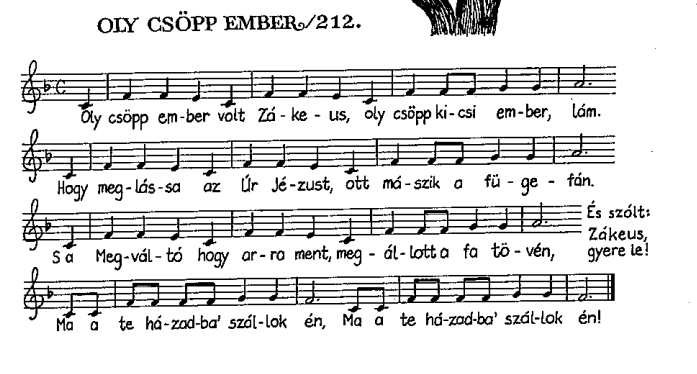 OLY CSÖPP EMBER/212.
Oly csöpp em-ber volt Zá-ke-us, oly csöpp ki-csi em-ber, lám.
Hogy meg-lás-sa az Úr Jé-zust, ott má-szik a fü-ge-fán.
S a Meg-vál-tó hogy ar-ra ment, meg-ál-lott a fa tö-vén,
És szólt:
Zákeus,
gyere le!
Ma a te há-zad-ba' szál-lok én, Ma a te há-zad-ba' szál-lok én!